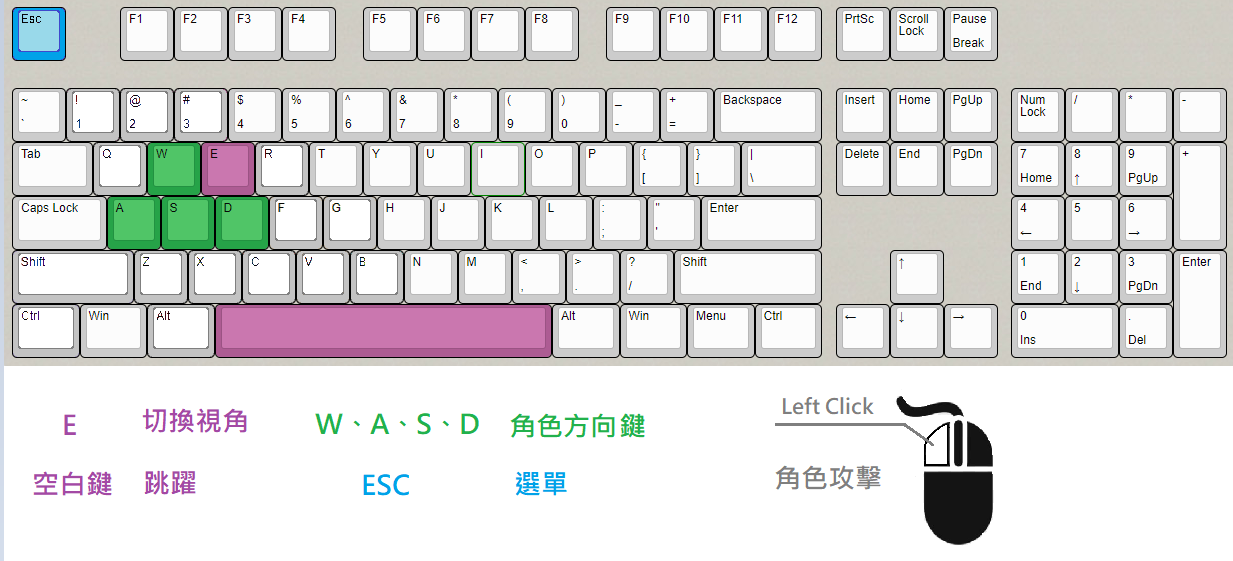 Esc F1 F2 F3 F4 F5 F6 F7 F8 F9 F10 F11 F12 PrtSc Scroll Lock Pause Break
~ ` ! 1 @ 2 # 3 $ 4 % 5 ^ 6 & 7 * 8 ( 9 ) 0 _ - + = Backspace Insert Home PgUp Num Lock / * -
Tab Q W E R T Y U I O P { [ } ] | \ Delete End PgDn 7 Home 8 ↑ 9 PgUp +
Caps Lock A S D F G H J K L : ; " ' Enter 4 ← 5 6 →
Shift Z X C V B N M < , > . ? / Shift ↑ 1 End 2 ↓ 3 PgDn Enter
Ctrl Win Alt Alt Win Menu Ctrl ← ↓ → 0 Ins . Del
E 切換視角 W、A、S、D 角色方向鍵 Left Click
空白鍵 跳躍 ESC 選單 角色攻擊